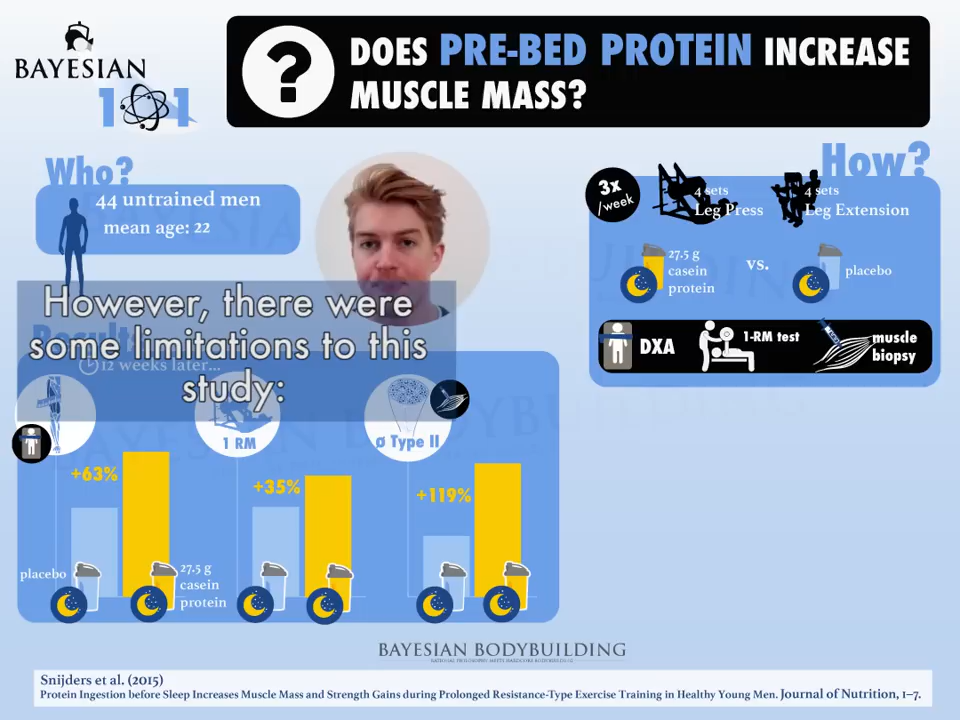 BAYESIAN
101
DOES PRE-BED PROTEIN INCREASE
MUSCLE MASS?
Who?
44 untrained men
mean age: 22
How?
3x
/week
4 sets
Leg Press
4 sets
Leg Extension
27,5 g
casein
protein
vs.
placebo
DXA
1-RM test
muscle
biopsy
However, there were
some limitations to this
study:
Results
12 weeks later...
1 RM
Ø Type II
+63%
+35%
+119%
placebo
27,5 g
casein
protein
BAYESIAN BODYBUILDING
Snijders et al. (2015)
Protein Ingestion before Sleep Increases Muscle Mass and Strength Gains during Prolonged Resistance-Type Exercise Training in Healthy Young Men. Journal of Nutrition, 1–7.